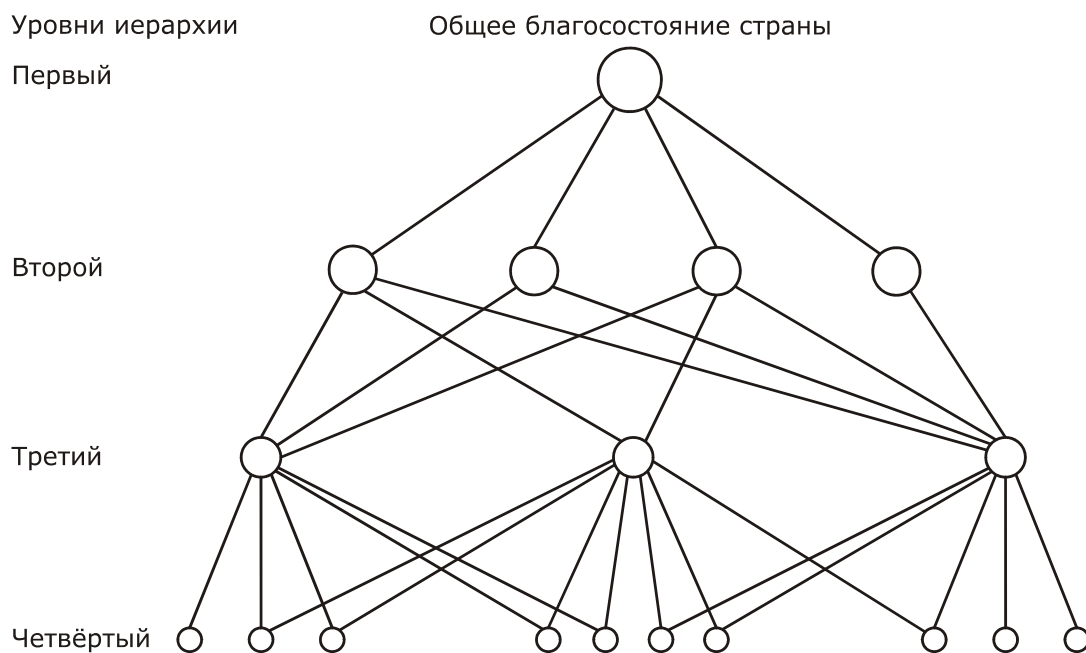 Уровни иерархии
Общее благосостояние страны
Первый
Второй
Третий
Четвёртый